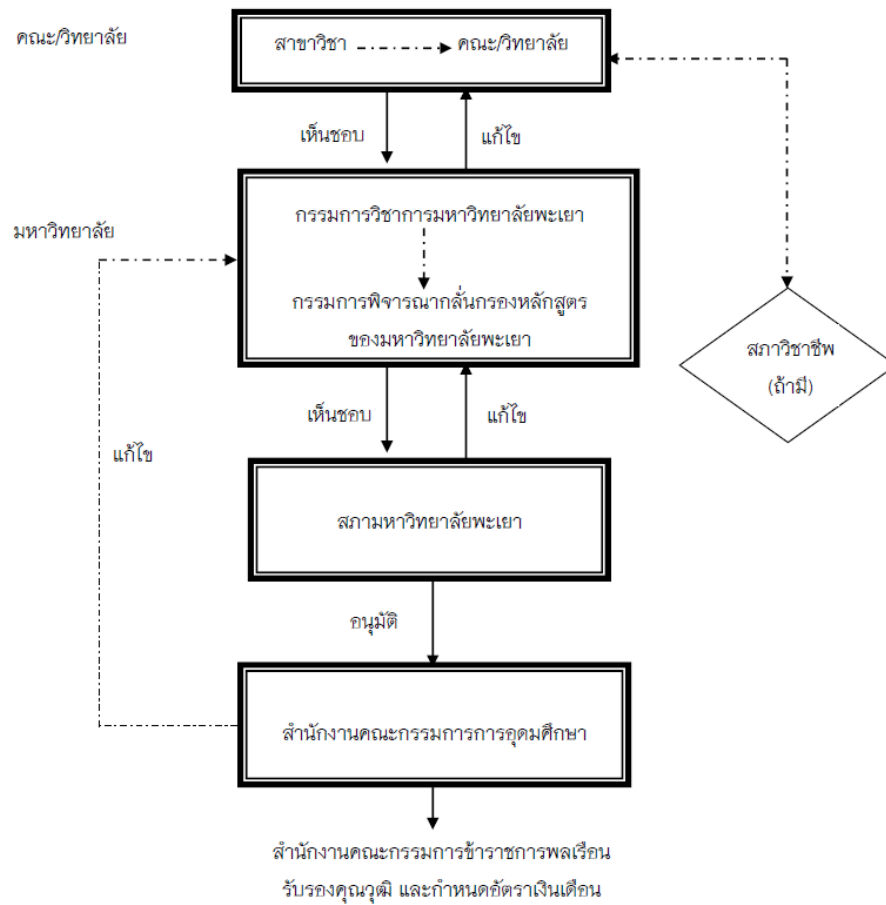 คณะ/วิทยาลัย
สาขาวิชา คณะ/วิทยาลัย
เห็นชอบ แก้ไข
มหาวิทยาลัย
กรรมการวิชาการมหาวิทยาลัยพะเยา
กรรมการพิจารณากลั่นกรองหลักสูตร
ของมหาวิทยาลัยพะเยา
สภาวิชาชีพ
(ถ้ามี)
เห็นชอบ แก้ไข
แก้ไข
สภามหาวิทยาลัยพะเยา
อนุมัติ
สำนักงานคณะกรรมการการอุดมศึกษา
สำนักงานคณะกรรมการข้าราชการพลเรือน
รับรองคุณวุฒิ และกำหนดอัตราเงินเดือน